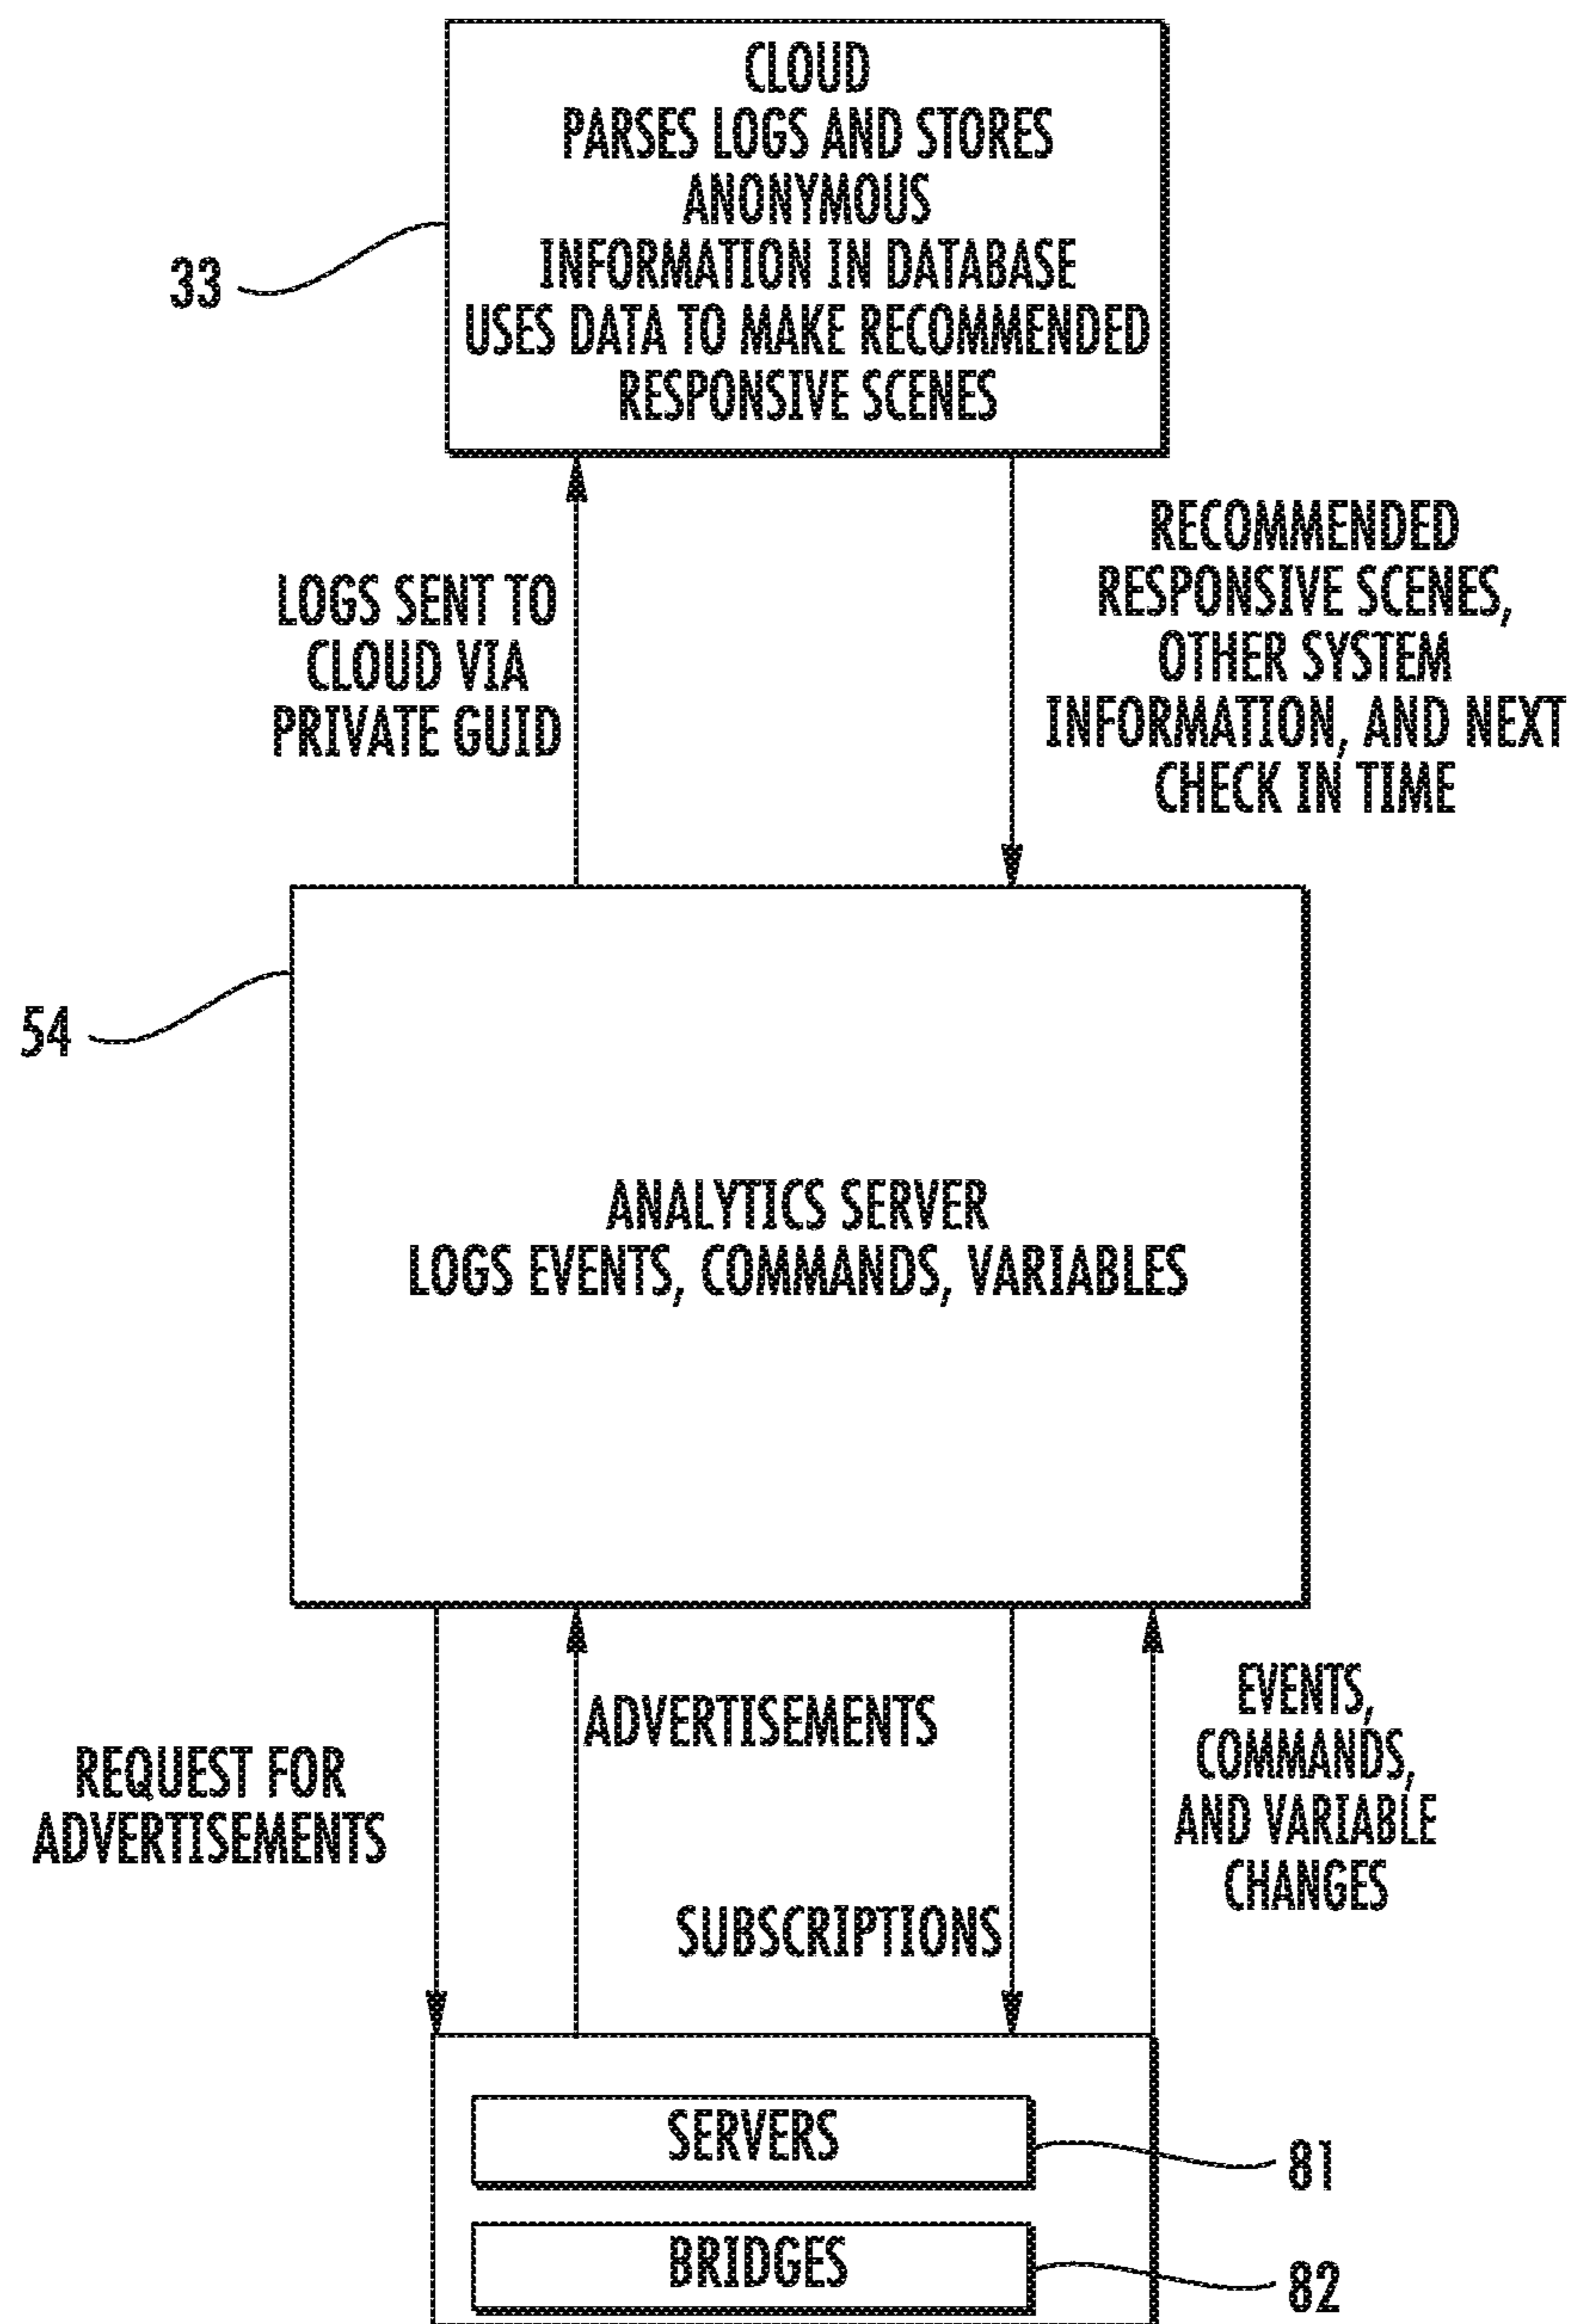 CLOUD
PARSES LOGS AND STORES
ANONYMOUS
INFORMATION IN DATABASE
USES DATA TO MAKE RECOMMENDED
RESPONSIVE SCENES
33
LOGS SENT TO
CLOUD VIA
PRIVATE GUID
RECOMMENDED
RESPONSIVE SCENES,
OTHER SYSTEM
INFORMATION, AND NEXT
CHECK IN TIME
54
ANALYTICS SERVER
LOGS EVENTS, COMMANDS, VARIABLES
REQUEST FOR
ADVERTISEMENTS
ADVERTISEMENTS
SUBSCRIPTIONS
EVENTS,
COMMANDS,
AND VARIABLE
CHANGES
SERVERS
81
BRIDGES
82